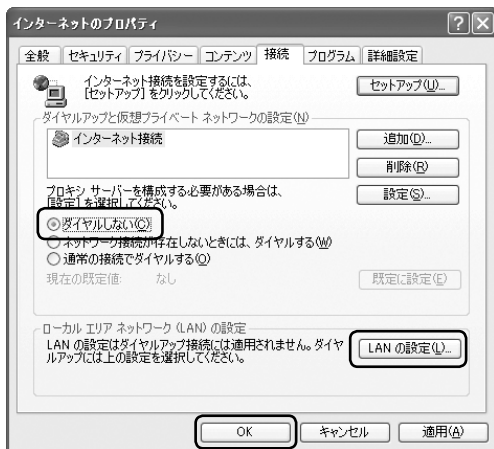 インターネットのプロパティ
全般 セキュリティ プライバシー コンテンツ 接続 プログラム 詳細設定
インターネット接続を設定するには、
[セットアップ] をクリックしてください。
セットアップ(U)...
ダイヤルアップと仮想プライベート ネットワークの設定(N)
インターネット接続
追加(D)...
削除(R)
プロキシ サーバーを構成する必要がある場合は、
[設定] を選択してください。
設定(S)...
ダイヤルしない(C)
ネットワーク接続が存在しないときには、ダイヤルする(W)
通常の接続でダイヤルする(O)
現在の既定値: なし
既定に設定(E)
ローカル エリア ネットワーク (LAN) の設定
LAN の設定はダイヤルアップ接続には適用されません。ダイヤ
ルアップには上の設定を選択してください。
LAN の設定(L)...
OK キャンセル 適用(A)